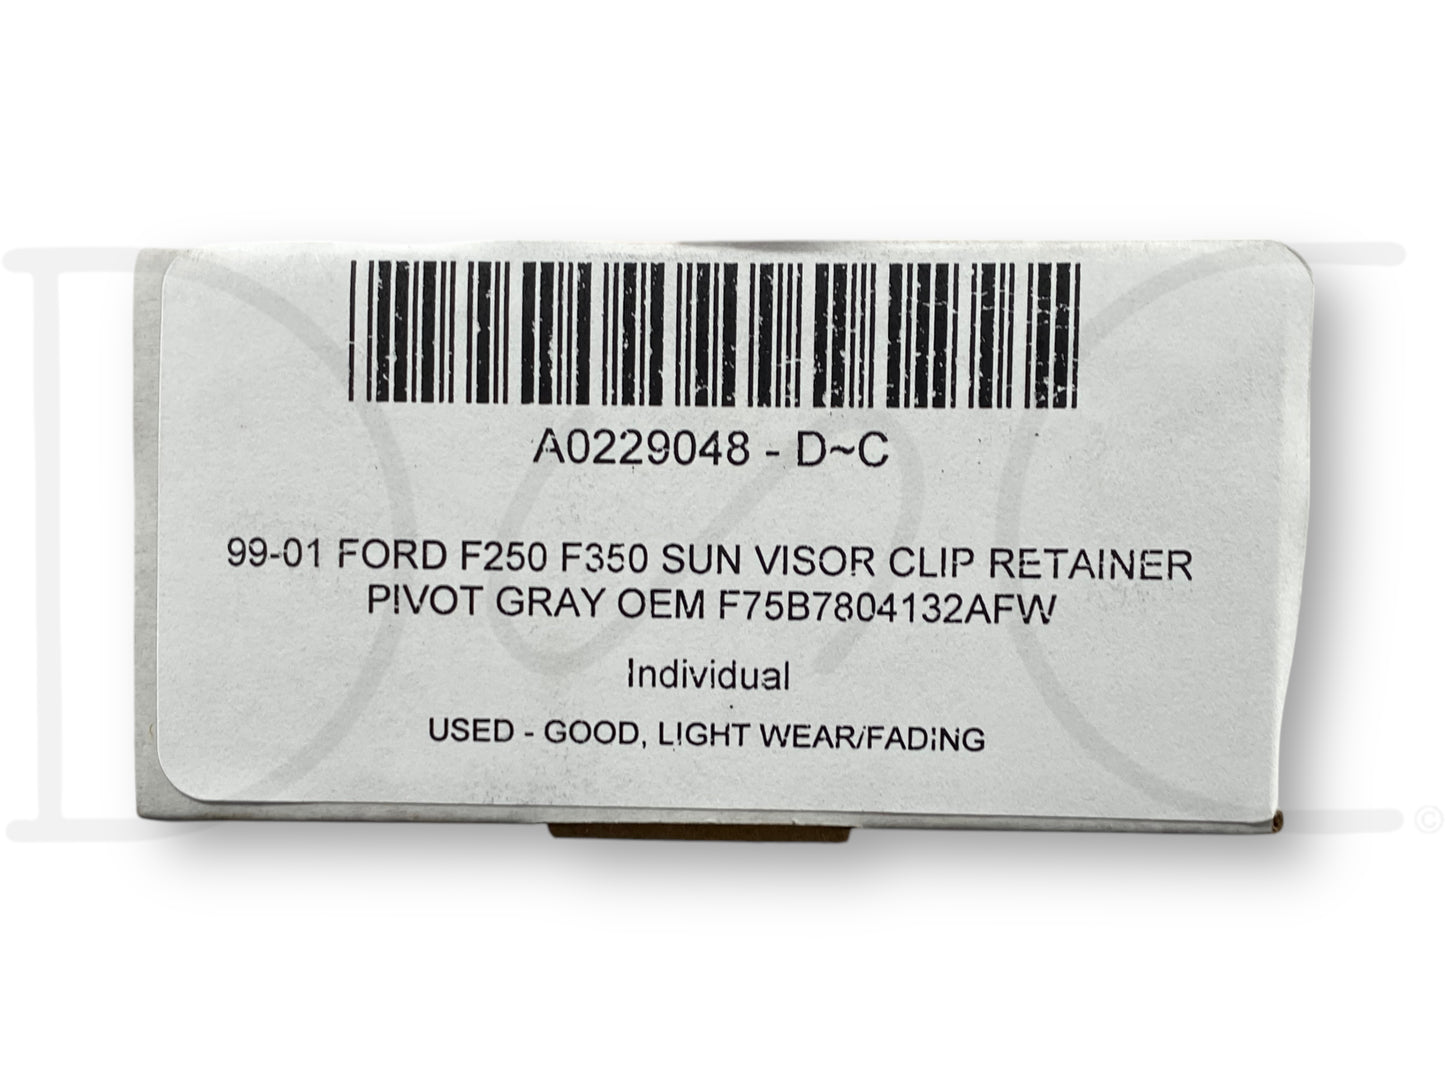 A0229048 - D~C
99-01 FORD F250 F350 SUN VISOR CLIP RETAINER
PIVOT GRAY OEM F75B7804132AFW
Individual
USED - GOOD, LIGHT WEAR/FADING
©